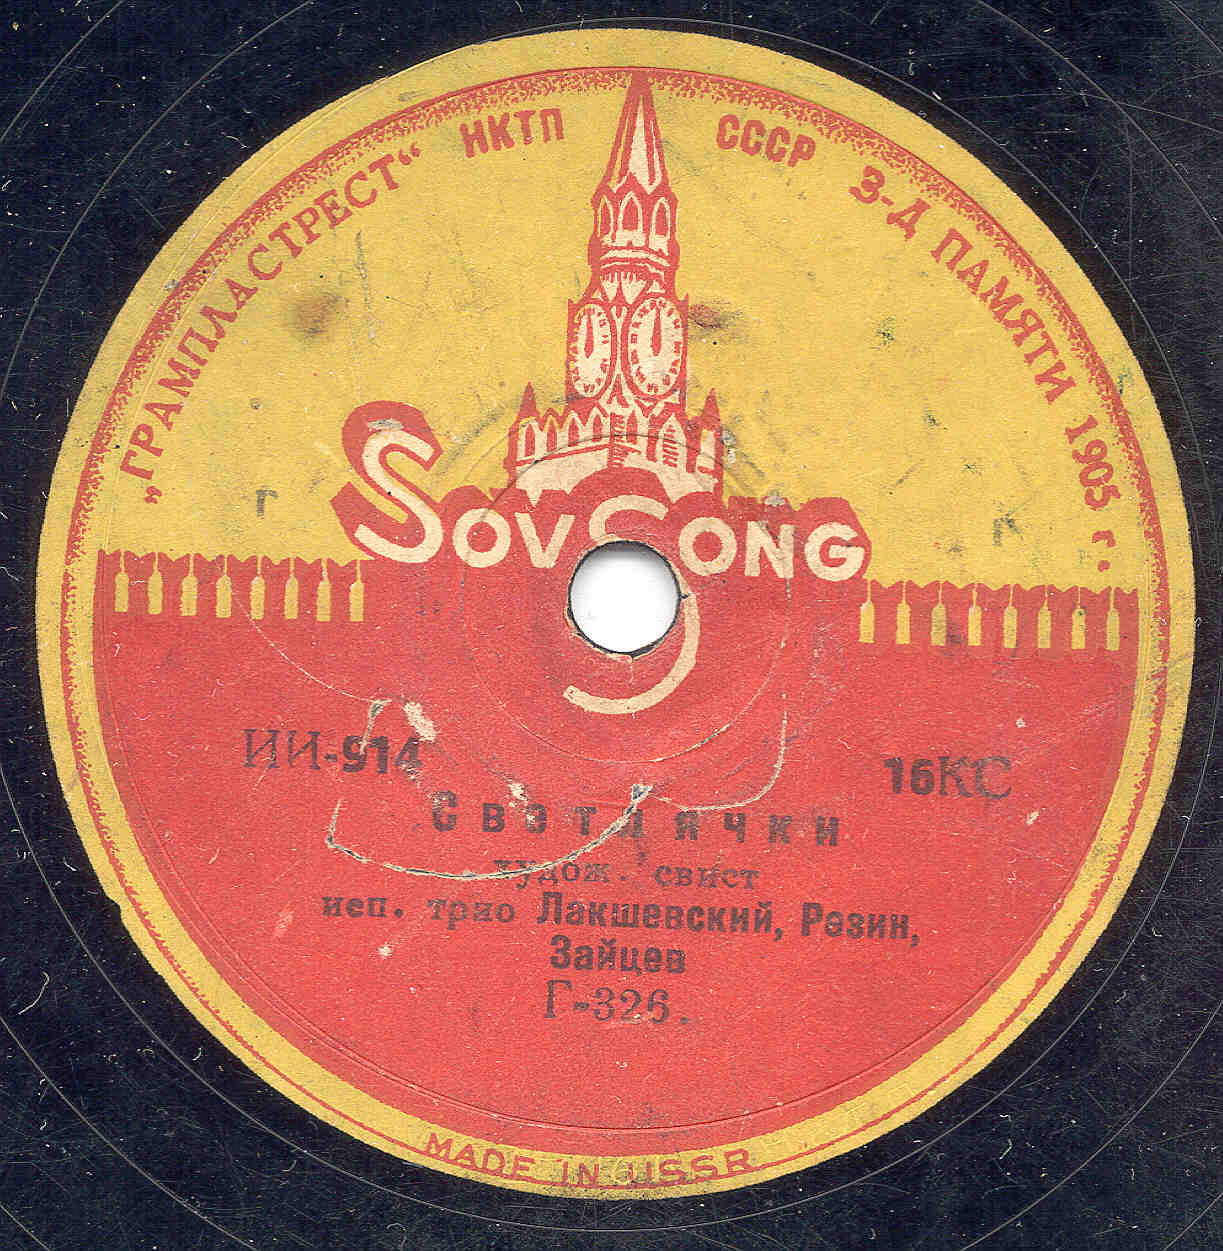 „ГРАМПЛАСТРЕСТ“ НКТП СССР З-Д ПАМЯТИ 1905 г.
SovSong
ИИ-914 16КС
Светлячки
худож. свист
исп. трио Лакшевский, Разин,
Зайцев
Г-326.
MADE IN USSR